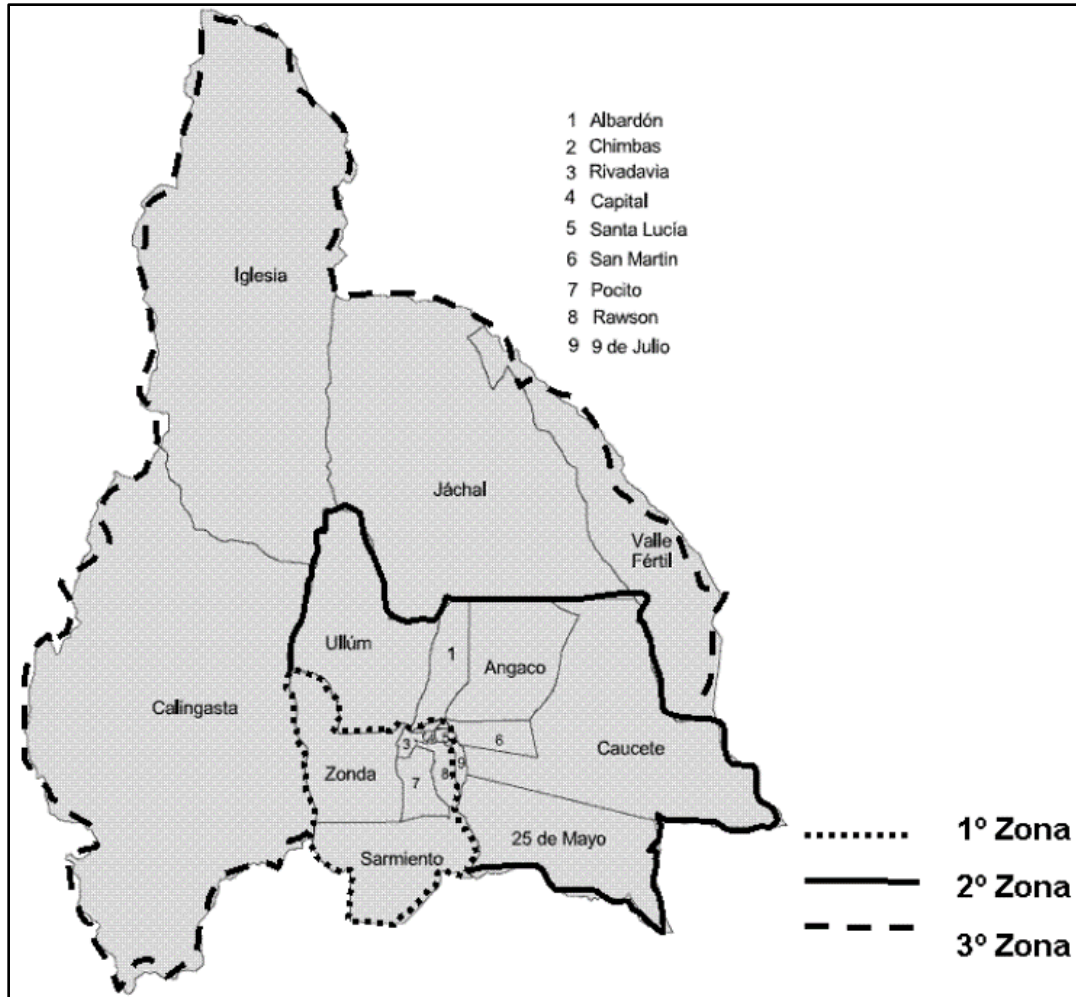 1 Albardón
2 Chimbas
3 Rivadavia
4 Capital
5 Santa Lucía
6 San Martin
7 Pocito
8 Rawson
9 9 de Julio
Iglesia
Jáchal
Valle
Fértil
Ullúm
1
Angaco
Calingasta
Caucete
6
3
5
9
Zonda
7
8
25 de Mayo
Sarmiento
1º Zona
2º Zona
3º Zona